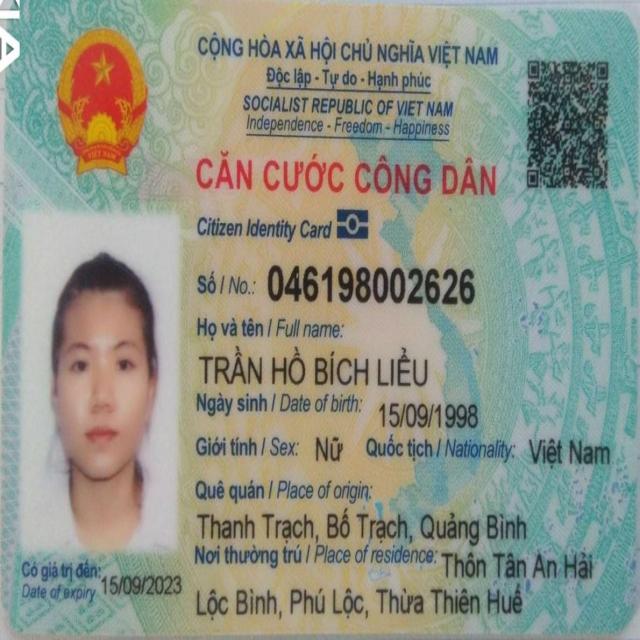 CỘNG HÒA XÃ HỘI CHỦ NGHĨA VIỆT NAM
Độc lập - Tự do - Hạnh phúc
SOCIALIST REPUBLIC OF VIET NAM
Independence - Freedom - Happiness
CĂN CƯỚC CÔNG DÂN
Citizen Identity Card
Số / No.: 046198002626
Họ và tên / Full name:
TRẦN HỒ BÍCH LIỂU
Ngày sinh / Date of birth: 15/09/1998
Giới tính / Sex: Nữ Quốc tịch / Nationality: Việt Nam
Quê quán / Place of origin:
Thanh Trạch, Bố Trạch, Quảng Bình
Nơi thường trú / Place of residence: Thôn Tân An Hải
Lộc Bình, Phú Lộc, Thừa Thiên Huế
Có giá trị đến: 15/09/2023
Date of expiry
VIỆT NAM